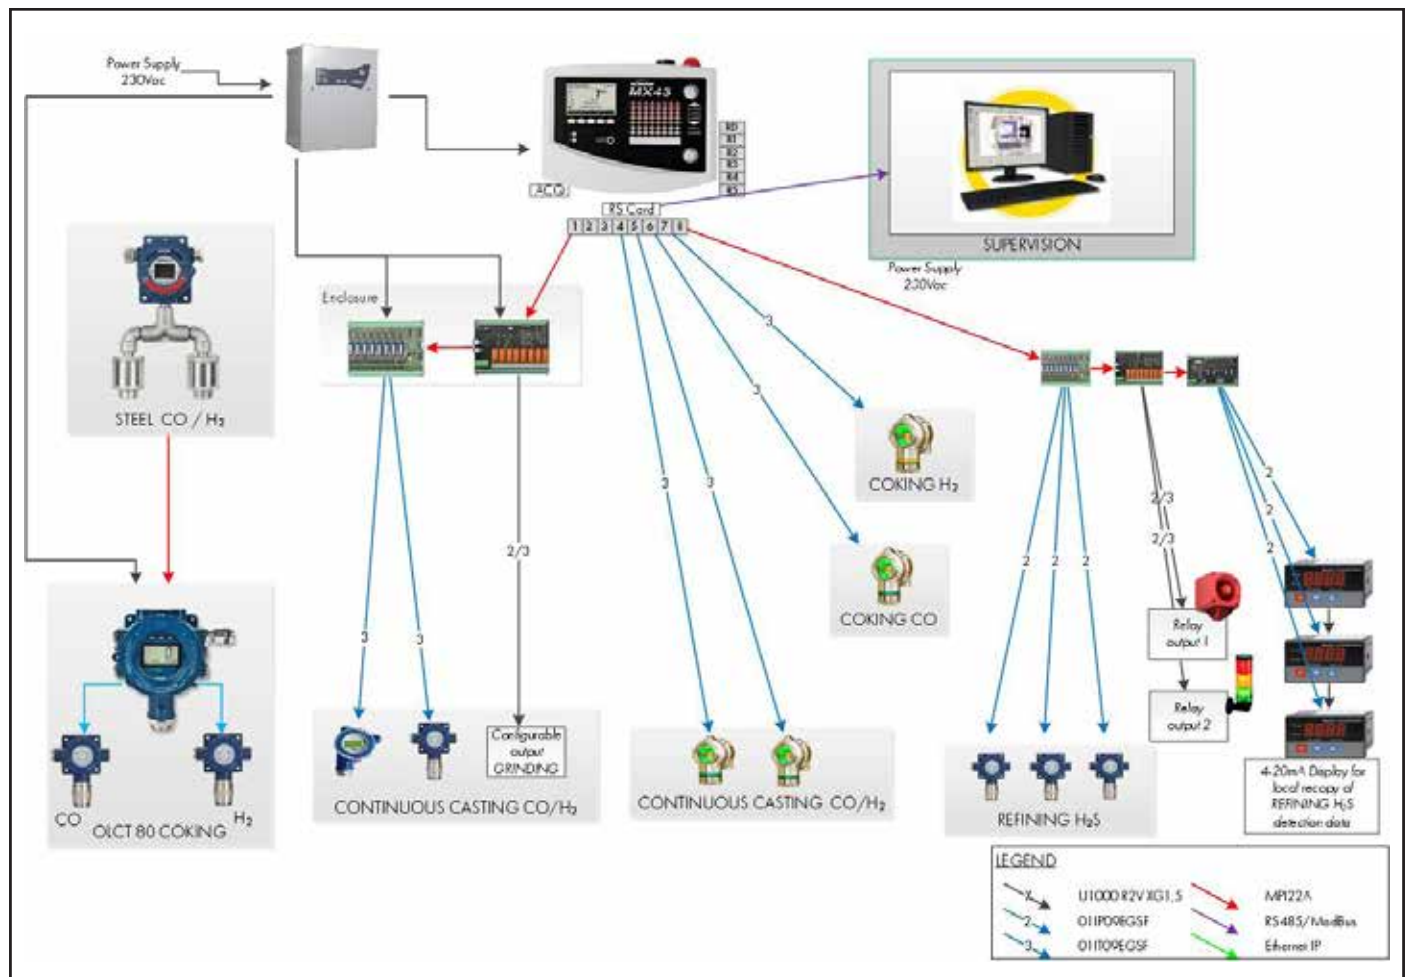 Power Supply
230Vac
MX43
R0
R1
R2
R3
R4
R5
ACQ
RS Card
1 2 3 4 5 6 7 8
SUPERVISION
Power Supply
230Vac
Enclosure
STEEL CO / H₂
3
3
COKING H₂
COKING CO
3
3
2/3
3
3
2
2
2
2/3
2/3
2
2
2
Relay
output 1
Relay
output 2
Configurable
output
GRINDING
CO
H₂
OLCT 80 COKING
CONTINUOUS CASTING CO/H₂
CONTINUOUS CASTING CO/H₂
REFINING H₂S
4-20mA Display for
local recopy of
REFINING H₂S
detection data
LEGEND
X U1000 R2V XG1,5
2 01IP09EGSF
3 01IT09EGSF
MPI22A
RS485/ModBus
Ethernet IP